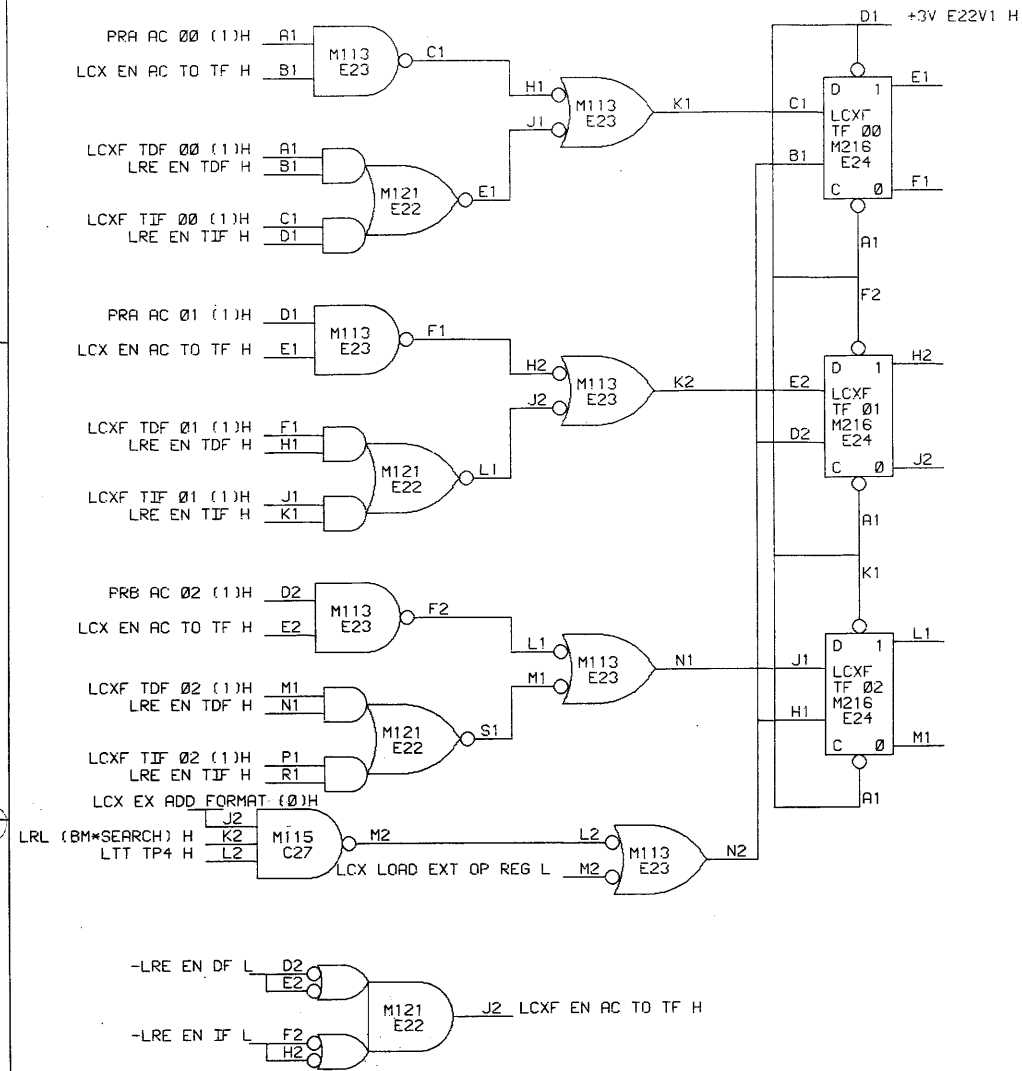 D1 +3V E22V1 H
PRA AC 00 (1)H A1
M113
E23
C1
LCX EN AC TO TF H B1
H1
M113
E23
K1
J1
D 1 E1
C1 LCXF
TF 00
M216
E24
B1
C 0 F1
A1
LCXF TDF 00 (1)H A1
LRE EN TDF H B1
M121
E22
E1
LCXF TIF 00 (1)H C1
LRE EN TIF H D1
F2
PRA AC 01 (1)H D1
M113
E23
F1
LCX EN AC TO TF H E1
H2
M113
E23
K2
J2
D 1 H2
E2 LCXF
TF 01
M216
E24
D2
C 0 J2
A1
LCXF TDF 01 (1)H F1
LRE EN TDF H H1
M121
E22
L1
LCXF TIF 01 (1)H J1
LRE EN TIF H K1
K1
PRB AC 02 (1)H D2
M113
E23
F2
LCX EN AC TO TF H E2
L1
M113
E23
N1
M1
D 1 L1
J1 LCXF
TF 02
M216
E24
H1
C 0 M1
A1
LCXF TDF 02 (1)H M1
LRE EN TDF H N1
M121
E22
S1
LCXF TIF 02 (1)H P1
LRE EN TIF H R1
LCX EX ADD FORMAT (0)H
J2
LRL (BM*SEARCH) H K2
LTT TP4 H L2
M115
C27
M2
L2
M113
E23
N2
LCX LOAD EXT OP REG L M2
-LRE EN DF L D2
E2
M121
E22
J2 LCXF EN AC TO TF H
-LRE EN IF L F2
H2